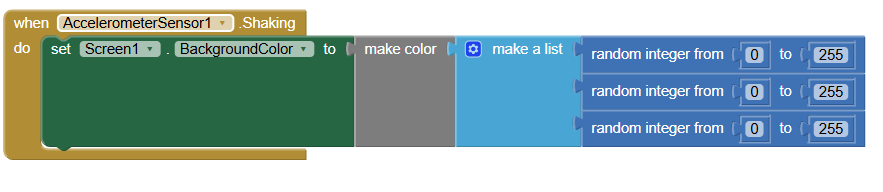 when AccelerometerSensor1 .Shaking
do set Screen1 . BackgroundColor to make color make a list random integer from 0 to 255
random integer from 0 to 255
random integer from 0 to 255